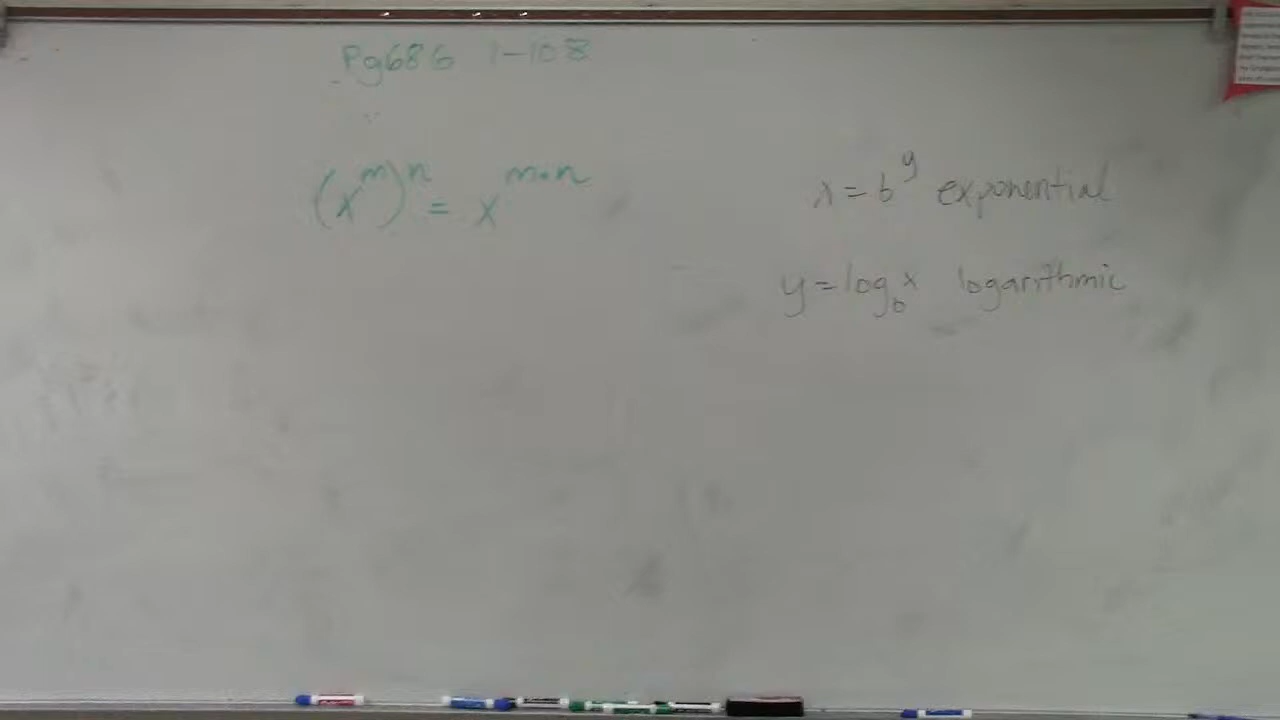 Pg686 1-108
(x^m)^n = x^{m·n}
x = b^y exponential
y = log_b x logarithmic